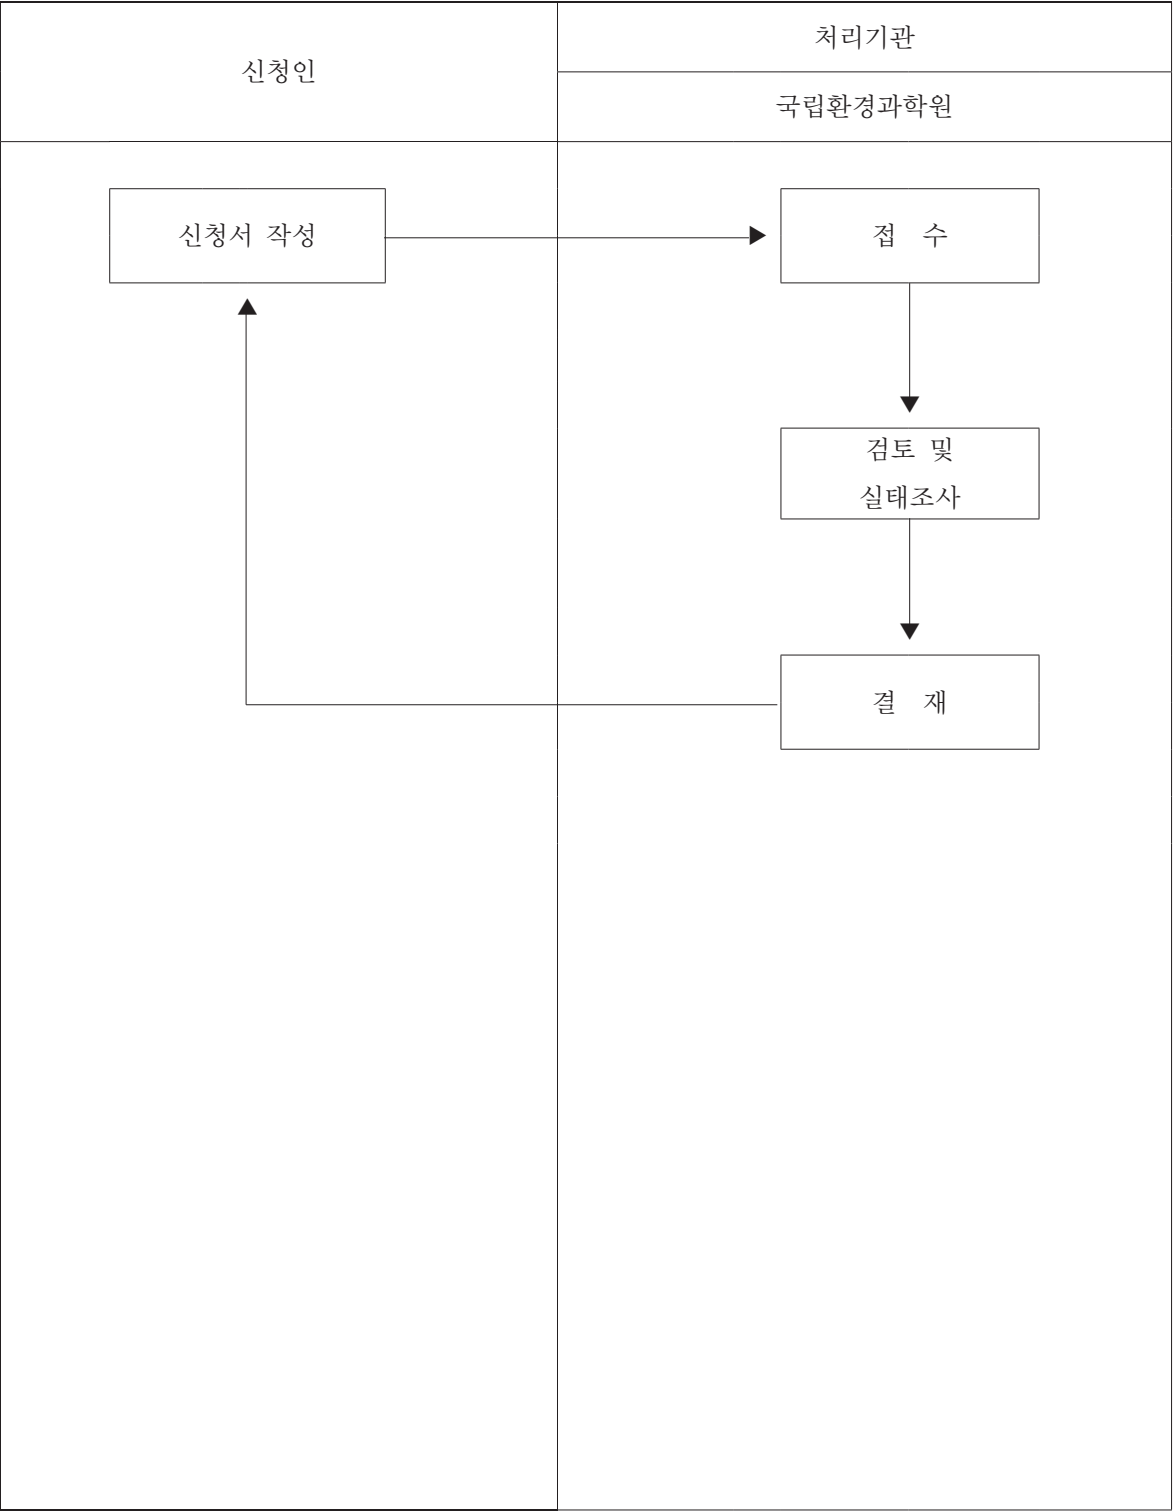 신청인
처리기관
국립환경과학원
신청서 작성
접 수
검토 및
실태조사
결 재